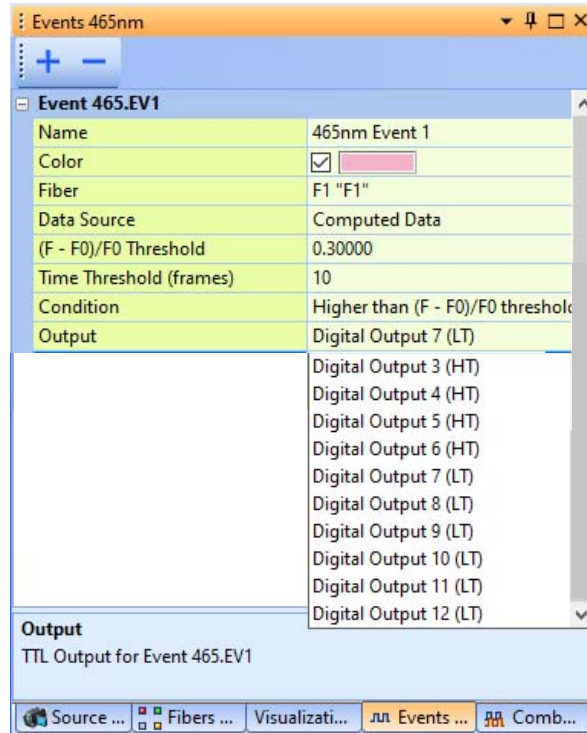 Events 465nm
Event 465.EV1
Name 465nm Event 1
Color
Fiber F1 "F1"
Data Source Computed Data
(F - F0)/F0 Threshold 0.30000
Time Threshold (frames) 10
Condition Higher than (F - F0)/F0 threshold
Output Digital Output 7 (LT)
Digital Output 3 (HT)
Digital Output 4 (HT)
Digital Output 5 (HT)
Digital Output 6 (HT)
Digital Output 7 (LT)
Digital Output 8 (LT)
Digital Output 9 (LT)
Digital Output 10 (LT)
Digital Output 11 (LT)
Digital Output 12 (LT)
Output
TTL Output for Event 465.EV1
Source ... Fibers ... Visualizati... Events ... Comb...